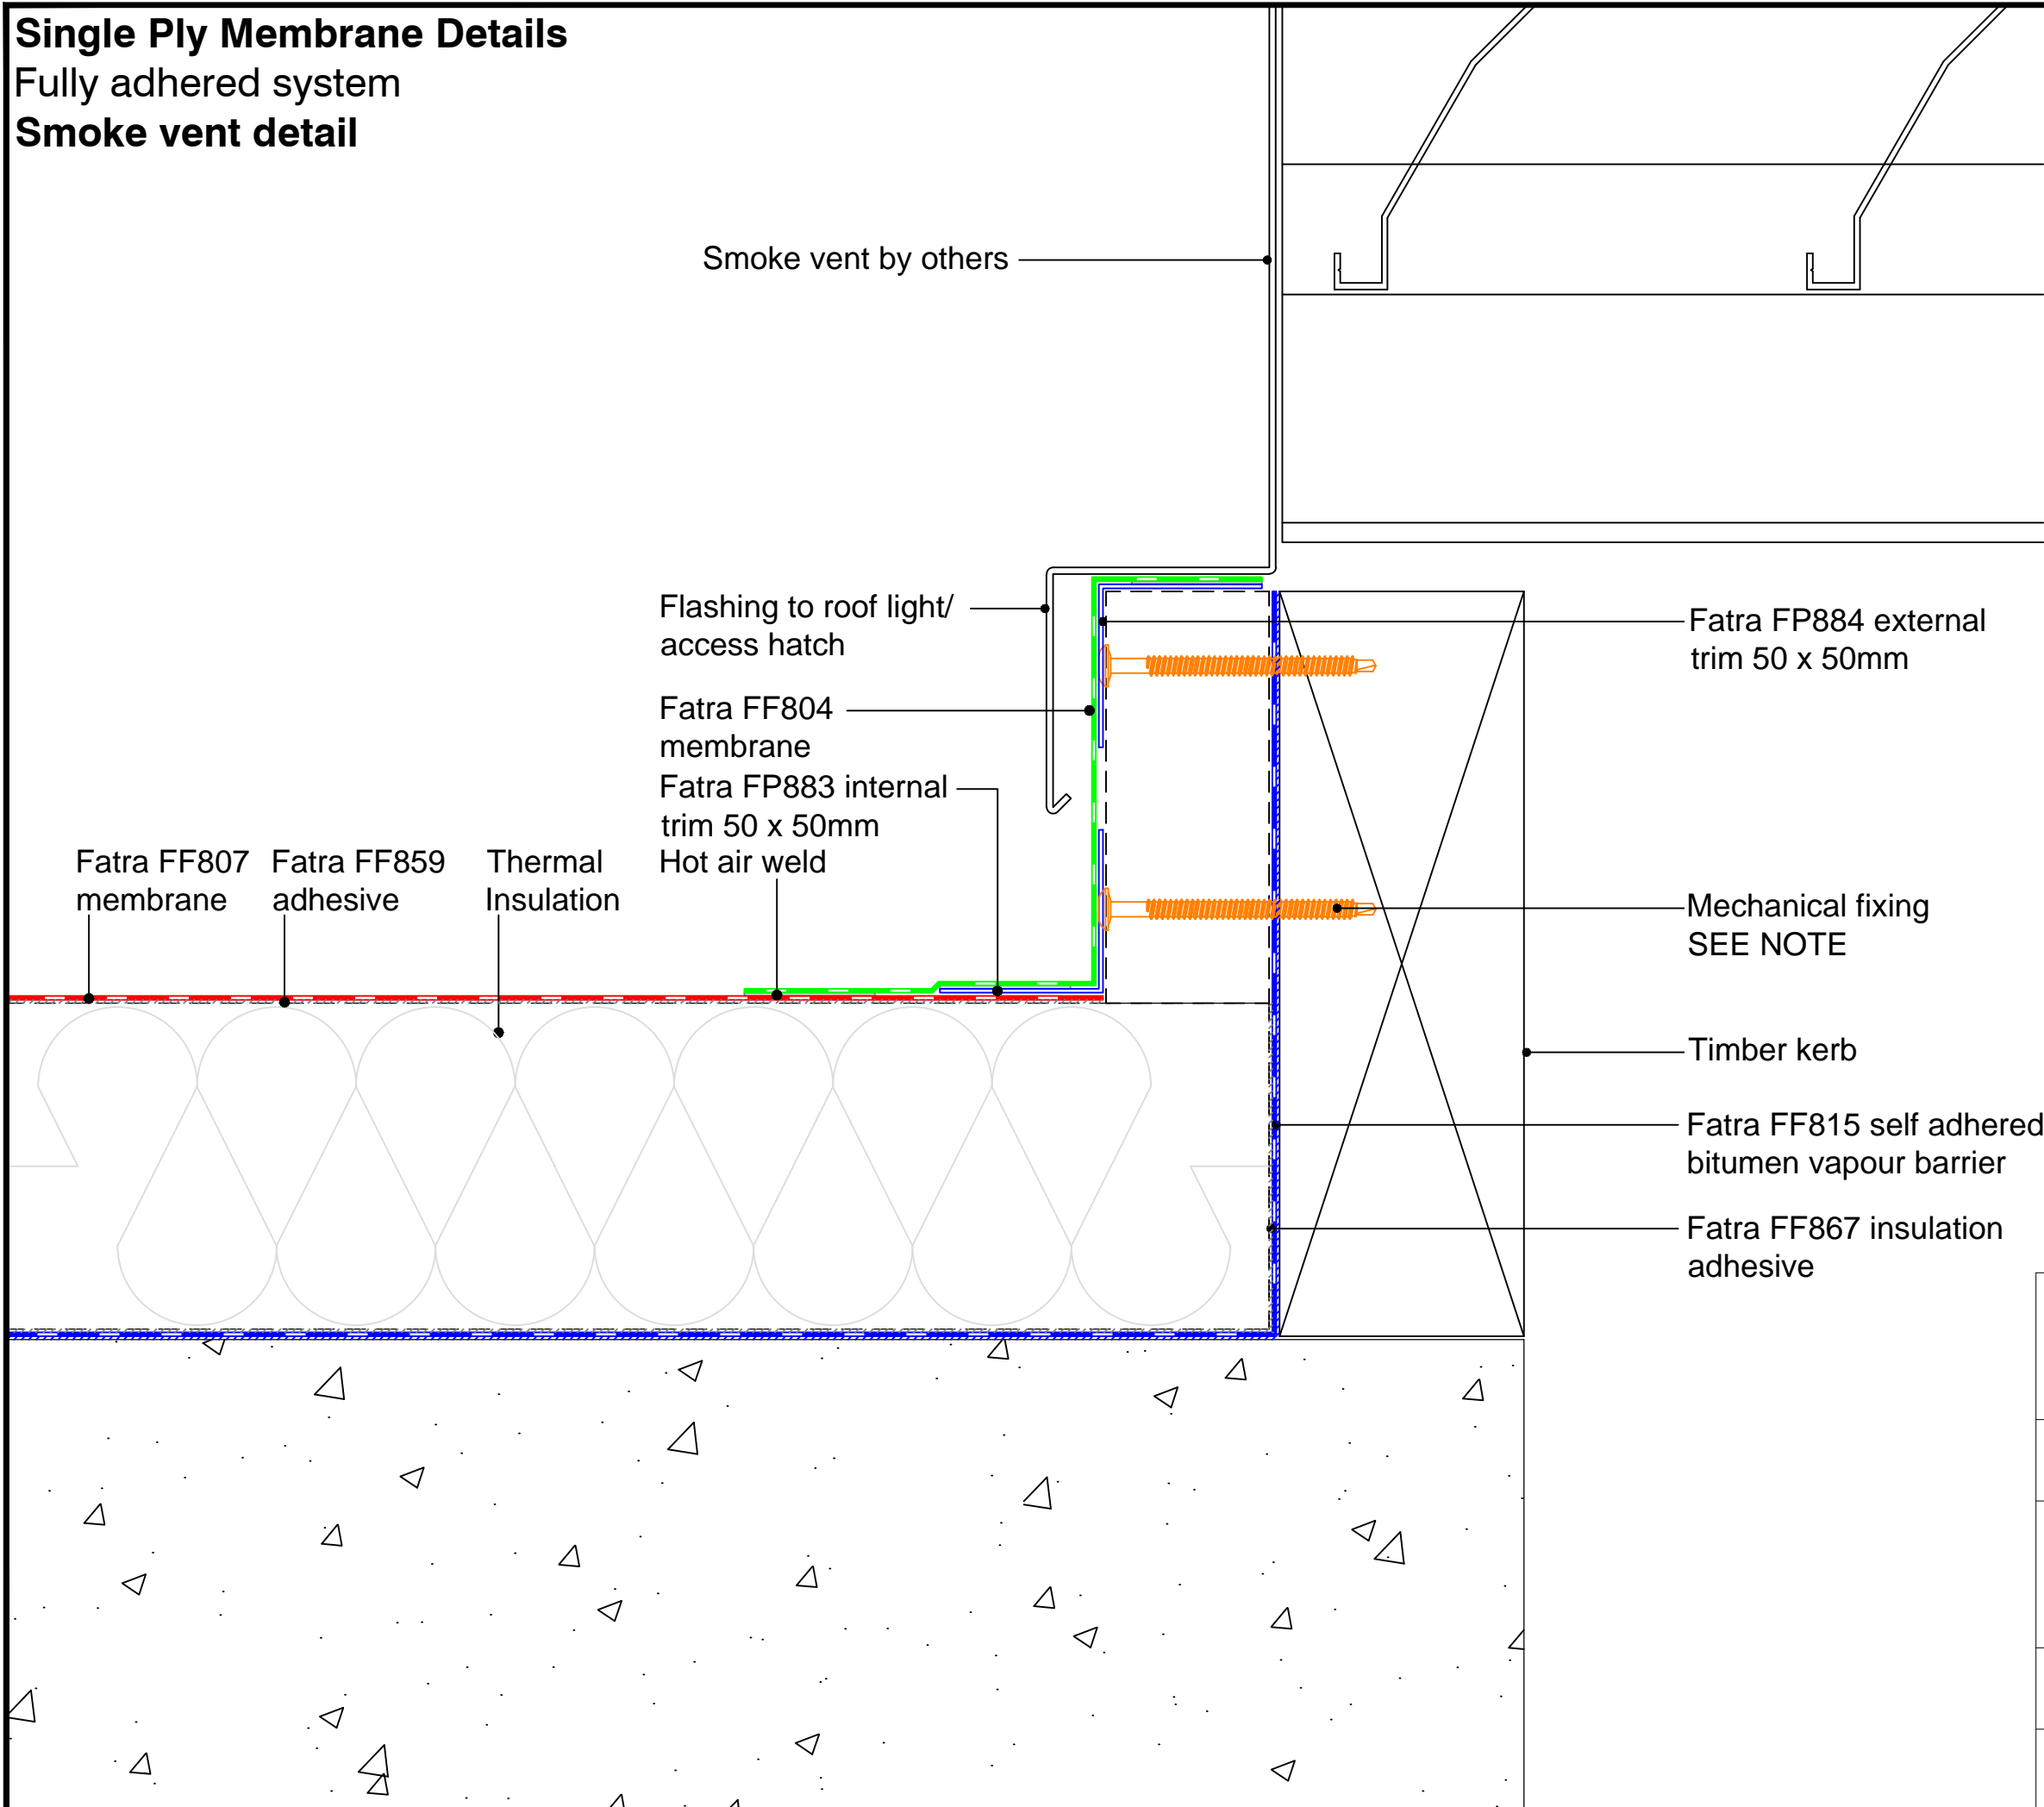 Single Ply Membrane Details
Fully adhered system
Smoke vent detail
Smoke vent by others
Flashing to roof light/
access hatch
Fatra FP884 external
trim 50 x 50mm
Fatra FF804
membrane
Fatra FP883 internal
trim 50 x 50mm
Hot air weld
Fatra FF807
membrane
Fatra FF859
adhesive
Thermal
Insulation
Mechanical fixing
SEE NOTE
Timber kerb
Fatra FF815 self adhered
bitumen vapour barrier
Fatra FF867 insulation
adhesive